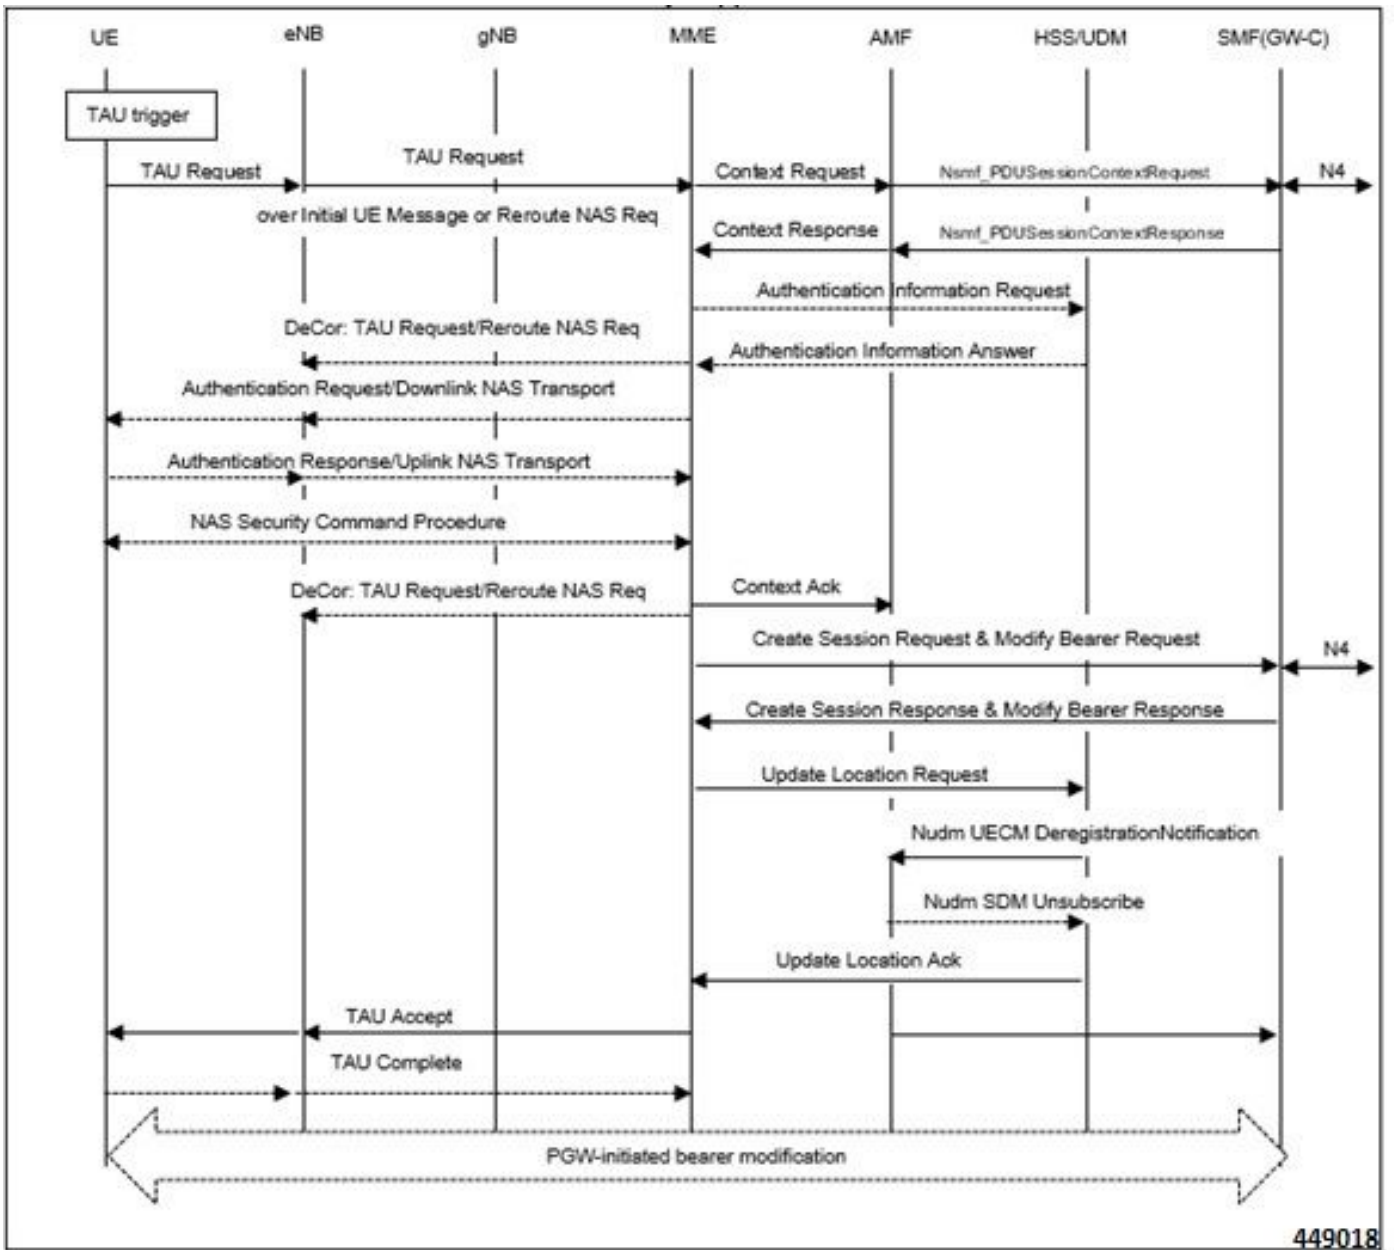 UE
eNB
gNB
MME
AMF
HSS/UDM
SMF(GW-C)
TAU trigger
TAU Request
TAU Request
Context Request
Nsmf_PDUSessionContextRequest
N4
over Initial UE Message or Reroute NAS Req
Context Response
Nsmf_PDUSessionContextResponse
Authentication Information Request
DeCor: TAU Request/Reroute NAS Req
Authentication Information Answer
Authentication Request/Downlink NAS Transport
Authentication Response/Uplink NAS Transport
NAS Security Command Procedure
DeCor: TAU Request/Reroute NAS Req
Context Ack
Create Session Request & Modify Bearer Request
N4
Create Session Response & Modify Bearer Response
Update Location Request
Nudm UECM DeregistrationNotification
Nudm SDM Unsubscribe
Update Location Ack
TAU Accept
TAU Complete
PGW-initiated bearer modification
449018